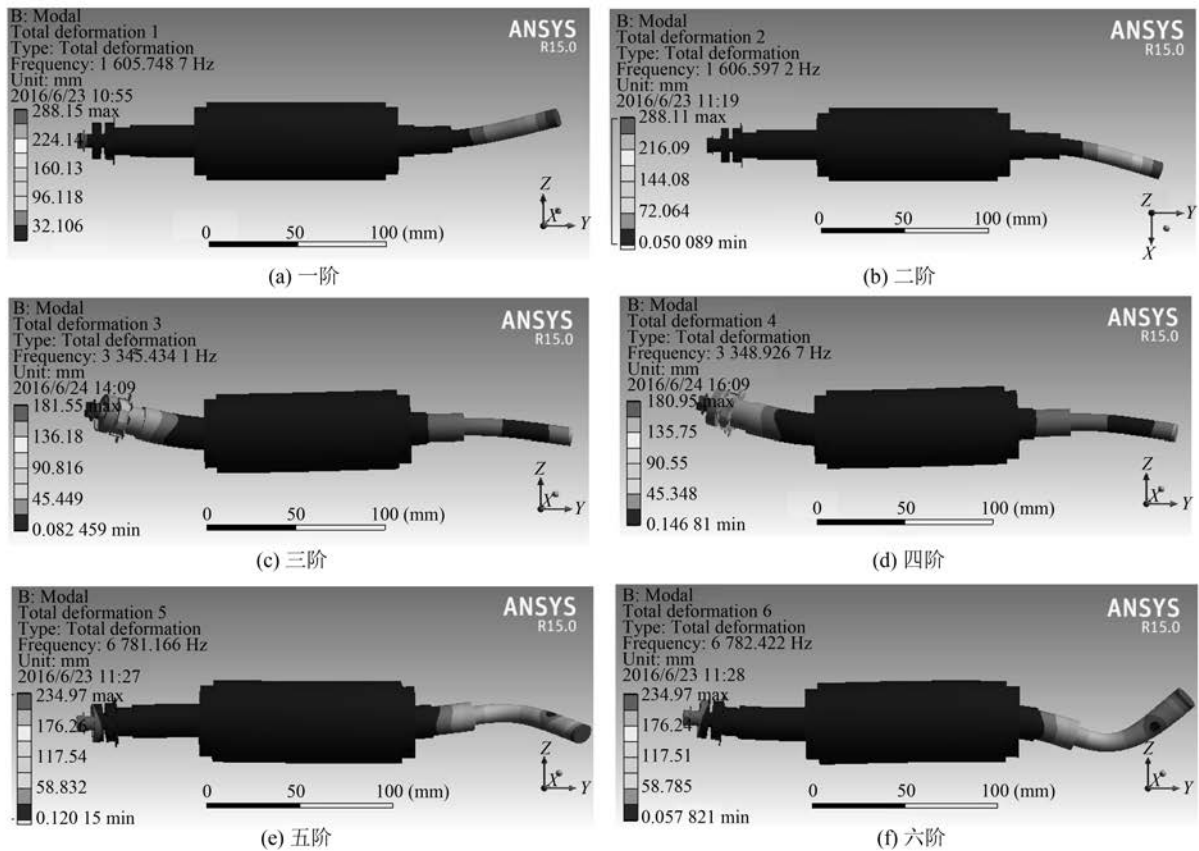 B: Modal
Total deformation 1
Type: Total deformation
Frequency: 1 605.748 7 Hz
Unit: mm
2016/6/23 10:55
288.15 max
224.14
160.13
96.118
32.106
ANSYS
R15.0
Z
X
Y
0 50 100 (mm)
(a) 一阶
B: Modal
Total deformation 2
Type: Total deformation
Frequency: 1 606.597 2 Hz
Unit: mm
2016/6/23 11:19
288.11 max
216.09
144.08
72.064
0.050 089 min
ANSYS
R15.0
Z
Y
X
0 50 100 (mm)
(b) 二阶
B: Modal
Total deformation 3
Type: Total deformation
Frequency: 3 345.434 1 Hz
Unit: mm
2016/6/24 14:09
181.55 max
136.18
90.816
45.449
0.082 459 min
ANSYS
R15.0
Z
X
Y
0 50 100 (mm)
(c) 三阶
B: Modal
Total deformation 4
Type: Total deformation
Frequency: 3 348.926 7 Hz
Unit: mm
2016/6/24 16:09
180.95 max
135.75
90.55
45.348
0.146 81 min
ANSYS
R15.0
Z
X
Y
0 50 100 (mm)
(d) 四阶
B: Modal
Total deformation 5
Type: Total deformation
Frequency: 6 781.166 Hz
Unit: mm
2016/6/23 11:27
234.97 max
176.26
117.54
58.832
0.120 15 min
ANSYS
R15.0
Z
X
Y
0 50 100 (mm)
(e) 五阶
B: Modal
Total deformation 6
Type: Total deformation
Frequency: 6 782.422 Hz
Unit: mm
2016/6/23 11:28
234.97 max
176.24
117.51
58.785
0.057 821 min
ANSYS
R15.0
Z
X
Y
0 50 100 (mm)
(f) 六阶